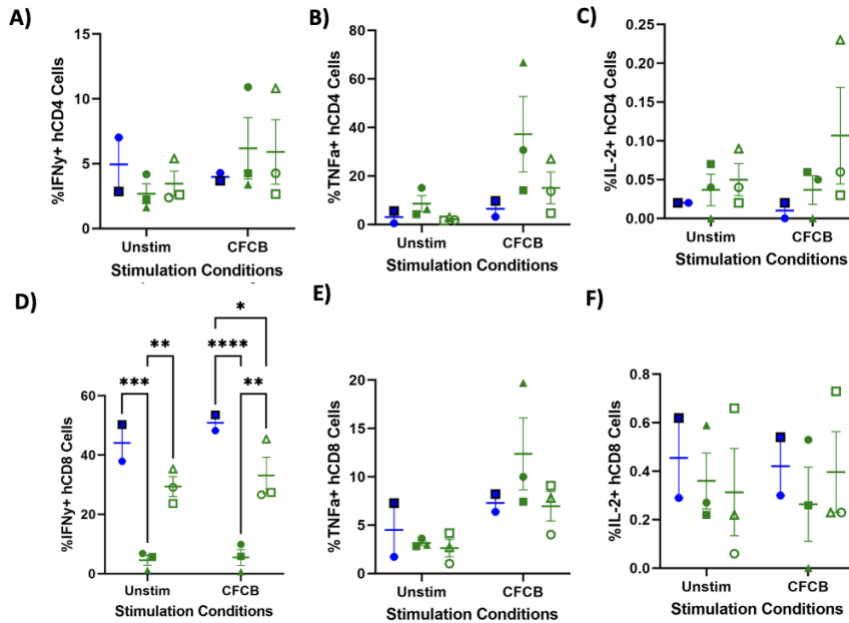 A)
15
10
5
0
%IFNy+ hCD4 Cells
Unstim
CFCB
Stimulation Conditions
B)
80
60
40
20
0
%TNFa+ hCD4 Cells
Unstim
CFCB
Stimulation Conditions
C)
0.25
0.20
0.15
0.10
0.05
0.00
%IL-2+ hCD4 Cells
Unstim
CFCB
Stimulation Conditions
D)
*
**
****
***
**
60
40
20
0
%IFNy+ hCD8 Cells
Unstim
CFCB
Stimulation Conditions
E)
20
15
10
5
0
%TNFa+ hCD8 Cells
Unstim
CFCB
Stimulation Conditions
F)
0.8
0.6
0.4
0.2
0.0
%IL-2+ hCD8 Cells
Unstim
CFCB
Stimulation Conditions